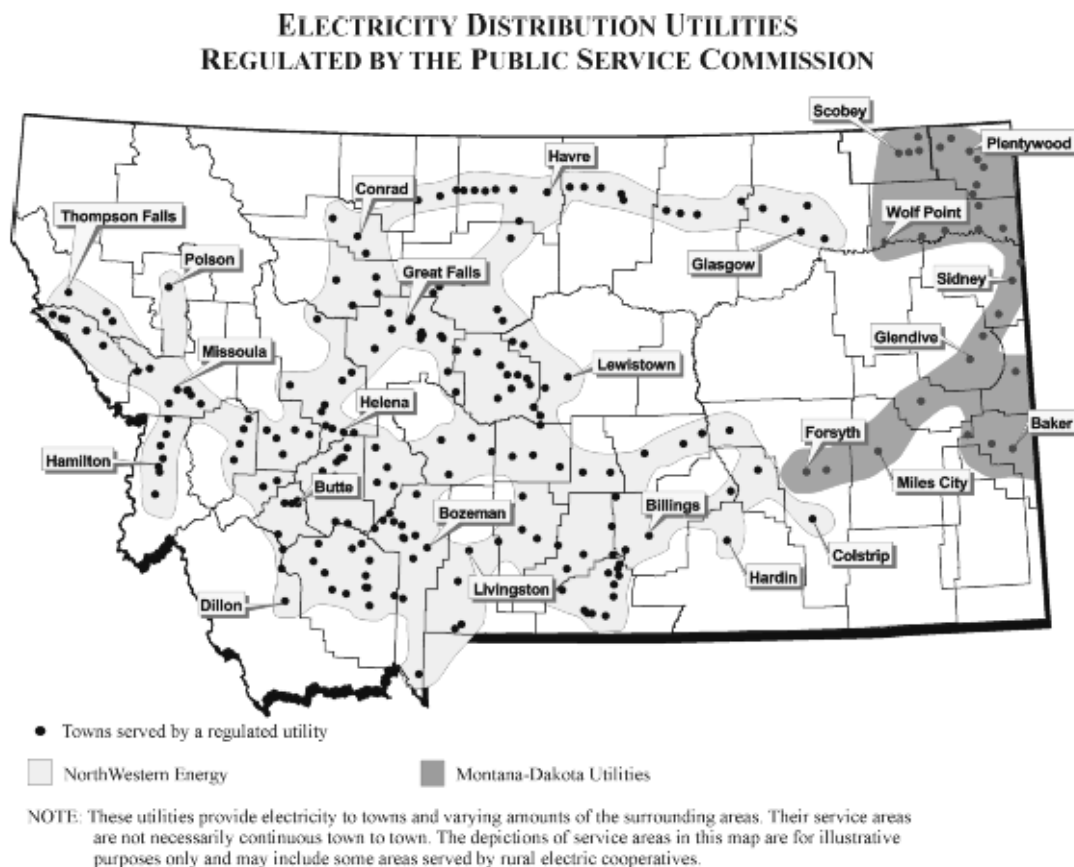 ELECTRICITY DISTRIBUTION UTILITIES
REGULATED BY THE PUBLIC SERVICE COMMISSION
Scobey
Plentywood
Havre
Conrad
Thompson Falls
Wolf Point
Polson
Glasgow
Great Falls
Sidney
Glendive
Missoula
Lewistown
Helena
Baker
Forsyth
Hamilton
Miles City
Butte
Billings
Bozeman
Colstrip
Hardin
Livingston
Dillon
Towns served by a regulated utility
NorthWestern Energy
Montana-Dakota Utilities
NOTE: These utilities provide electricity to towns and varying amounts of the surrounding areas. Their service areas
are not necessarily continuous town to town. The depictions of service areas in this map are for illustrative
purposes only and may include some areas served by rural electric cooperatives.